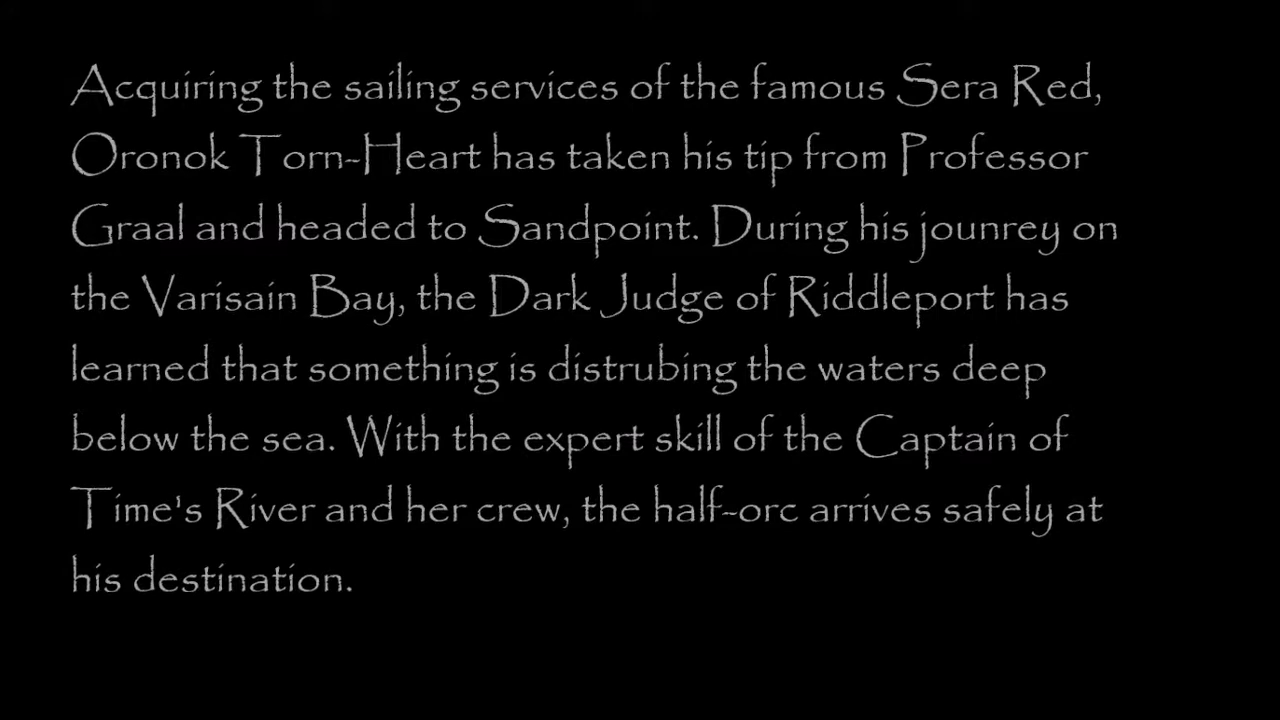 Acquiring the sailing services of the famous Sera Red,
Oronok Torn-Heart has taken his tip from Professor
Graal and headed to Sandpoint. During his jounrey on
the Varisain Bay, the Dark Judge of Riddleport has
learned that something is distrubing the waters deep
below the sea. With the expert skill of the Captain of
Time's River and her crew, the half-orc arrives safely at
his destination.